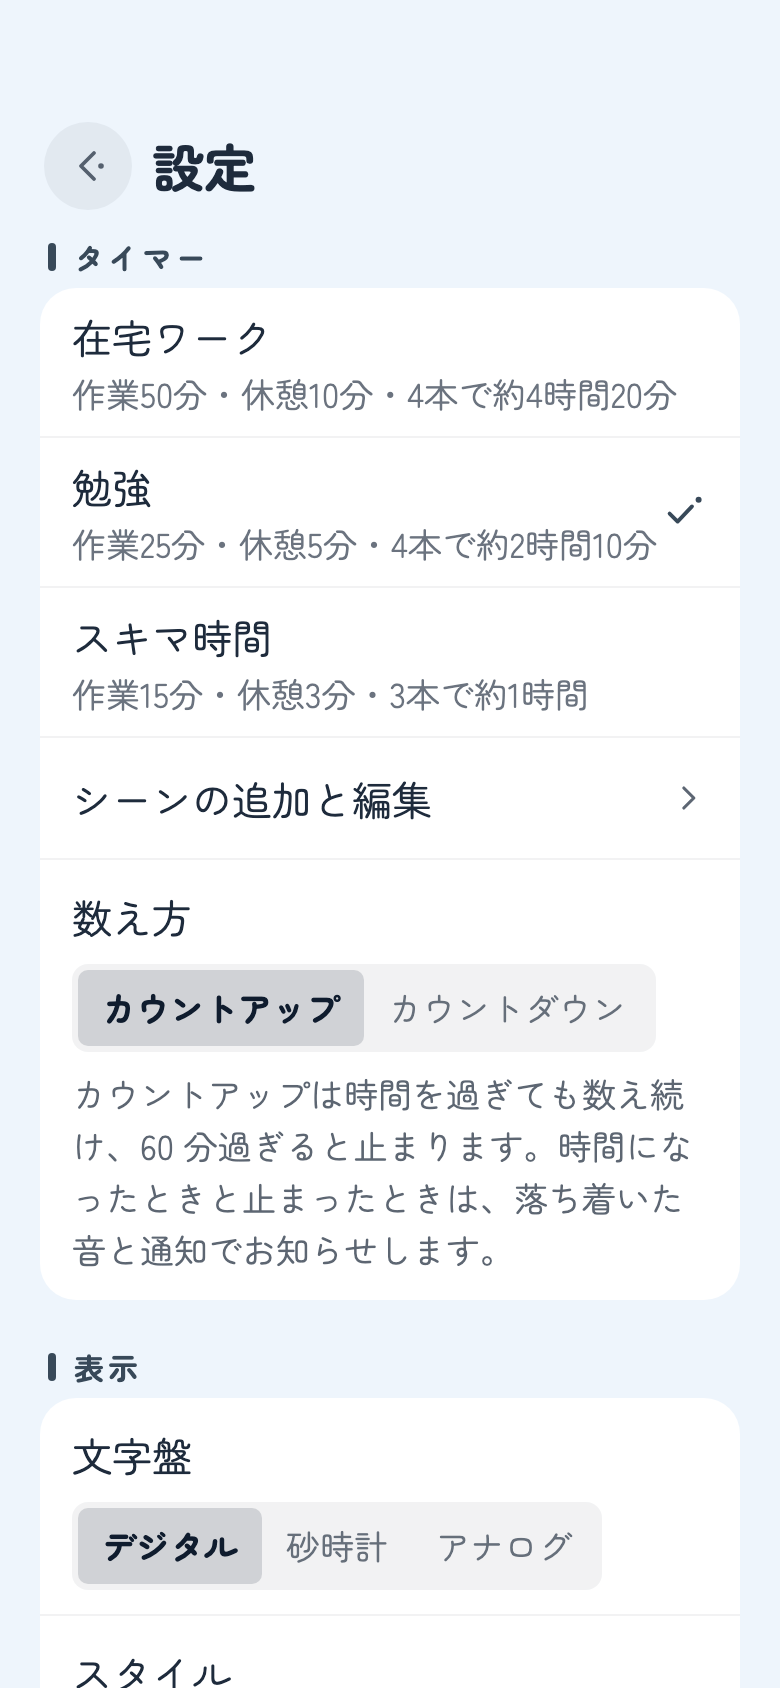 設定
タイマー
在宅ワーク
作業50分・休憩10分・4本で約4時間20分
勉強
作業25分・休憩5分・4本で約2時間10分
スキマ時間
作業15分・休憩3分・3本で約1時間
シーンの追加と編集
数え方
カウントアップ カウントダウン
カウントアップは時間を過ぎても数え続
け、60 分過ぎると止まります。時間にな
ったときと止まったときは、落ち着いた
音と通知でお知らせします。
表示
文字盤
デジタル 砂時計 アナログ
スタイル